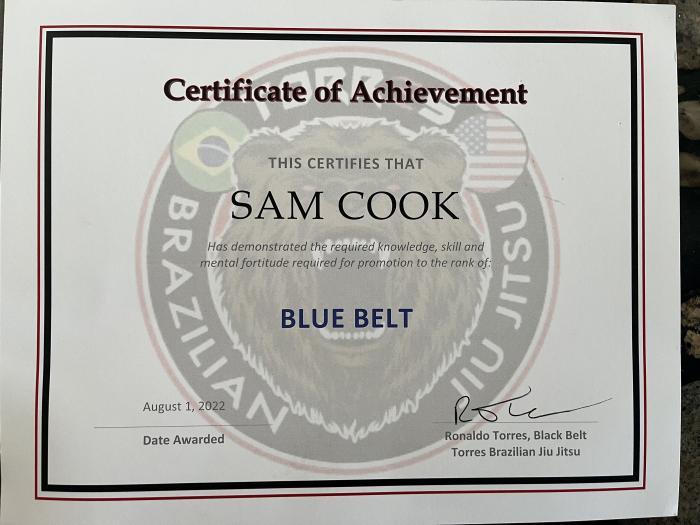 TORRES
Certificate of Achievement
THIS CERTIFIES THAT
SAM COOK
Has demonstrated the required knowledge, skill and
mental fortitude required for promotion to the rank of:
BLUE BELT
BRAZILIAN
JIU JITSU
August 1, 2022
Date Awarded
Ronaldo Torres, Black Belt
Torres Brazilian Jiu Jitsu